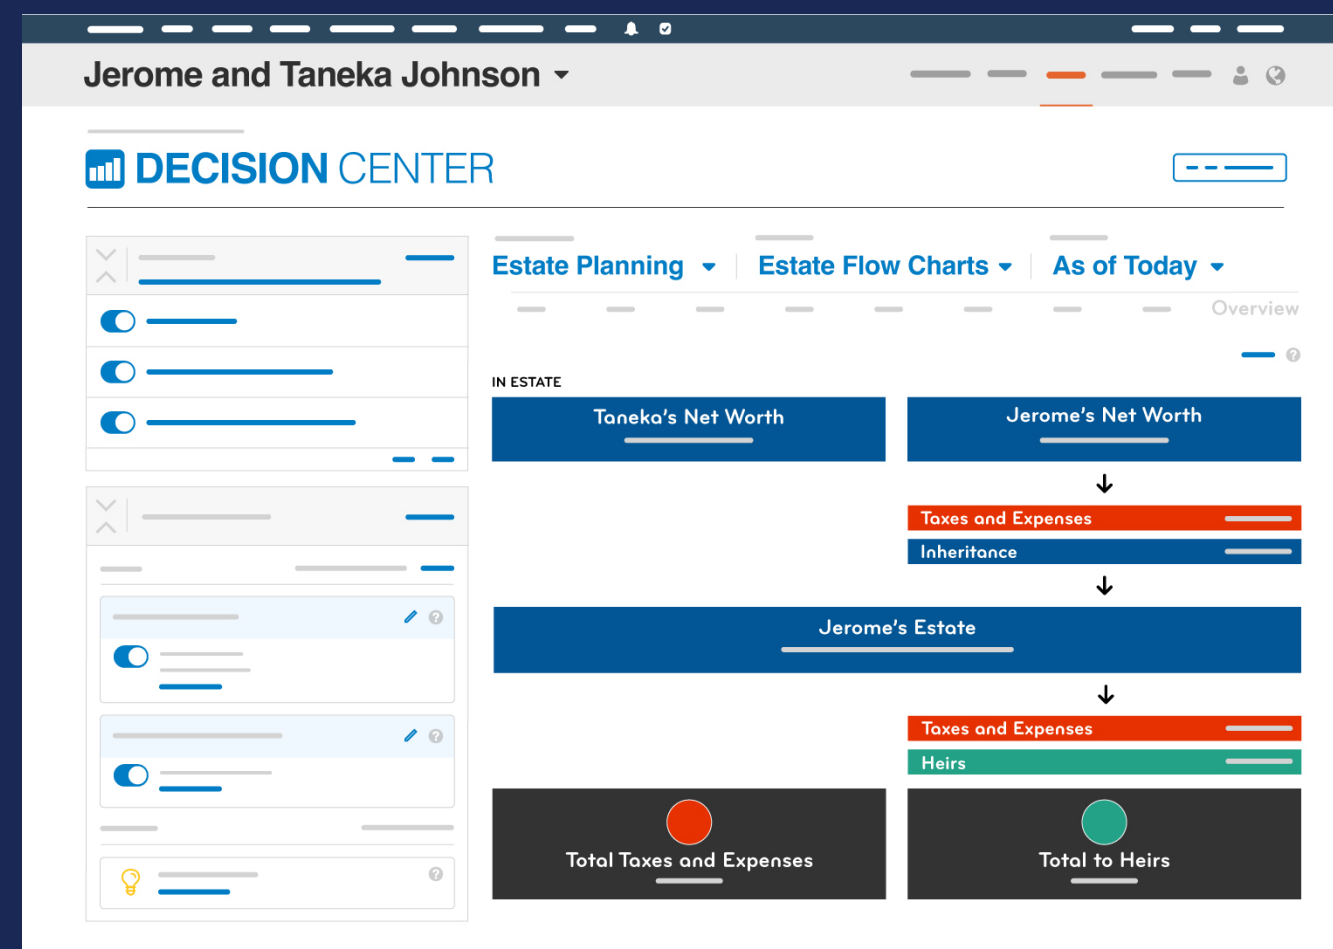 Jerome and Taneka Johnson
DECISION CENTER
Estate Planning
Estate Flow Charts
As of Today
Overview
IN ESTATE
Taneka's Net Worth
Jerome's Net Worth
Taxes and Expenses
Inheritance
Jerome's Estate
Taxes and Expenses
Heirs
Total Taxes and Expenses
Total to Heirs